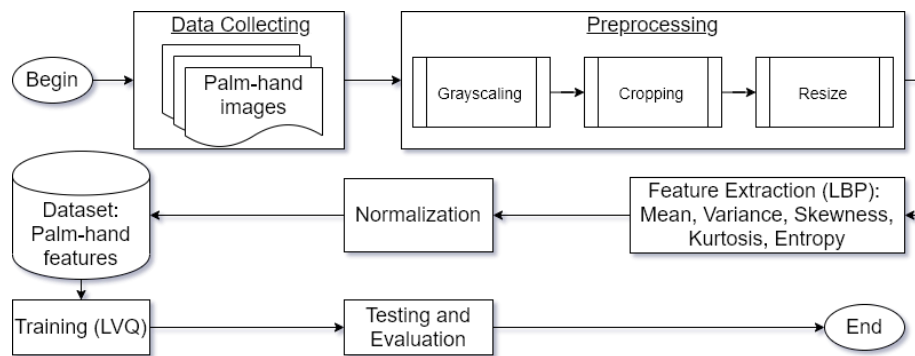 Data Collecting
Preprocessing
Begin
Palm-hand
images
Grayscaling
Cropping
Resize
Feature Extraction (LBP):
Mean, Variance, Skewness,
Kurtosis, Entropy
Normalization
Dataset:
Palm-hand
features
Training (LVQ)
Testing and
Evaluation
End